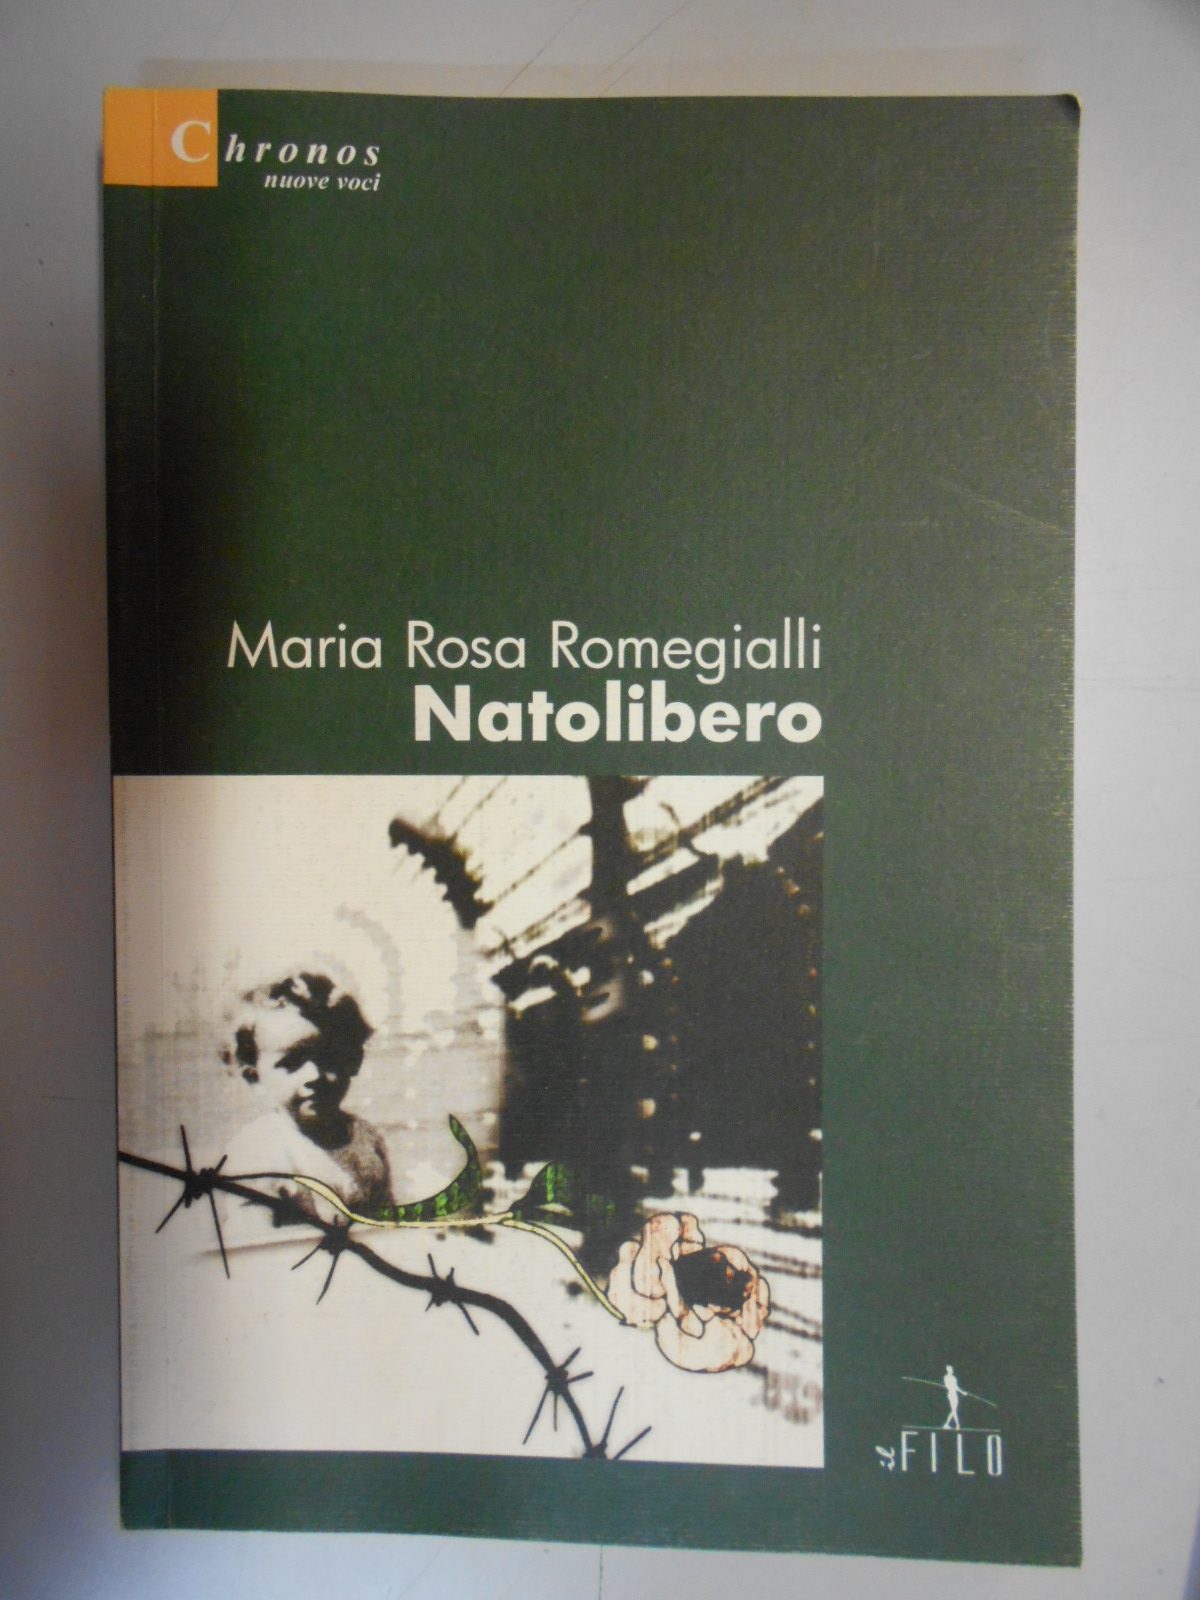 Chronos
nuove voci
Maria Rosa Romegialli
Natolibero
il FILO